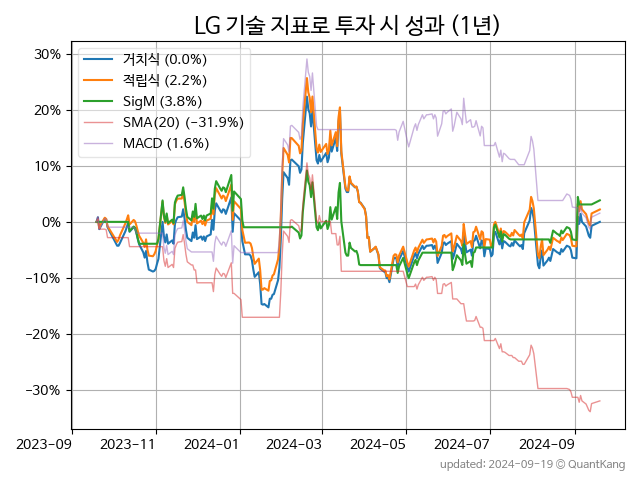 LG 기술 지표로 투자 시 성과 (1년)
거치식 (0.0%)
적립식 (2.2%)
SigM (3.8%)
SMA(20) (−31.9%)
MACD (1.6%)
30%
20%
10%
0%
−10%
−20%
−30%
2023-09 2023-11 2024-01 2024-03 2024-05 2024-07 2024-09
updated: 2024-09-19 © QuantKang